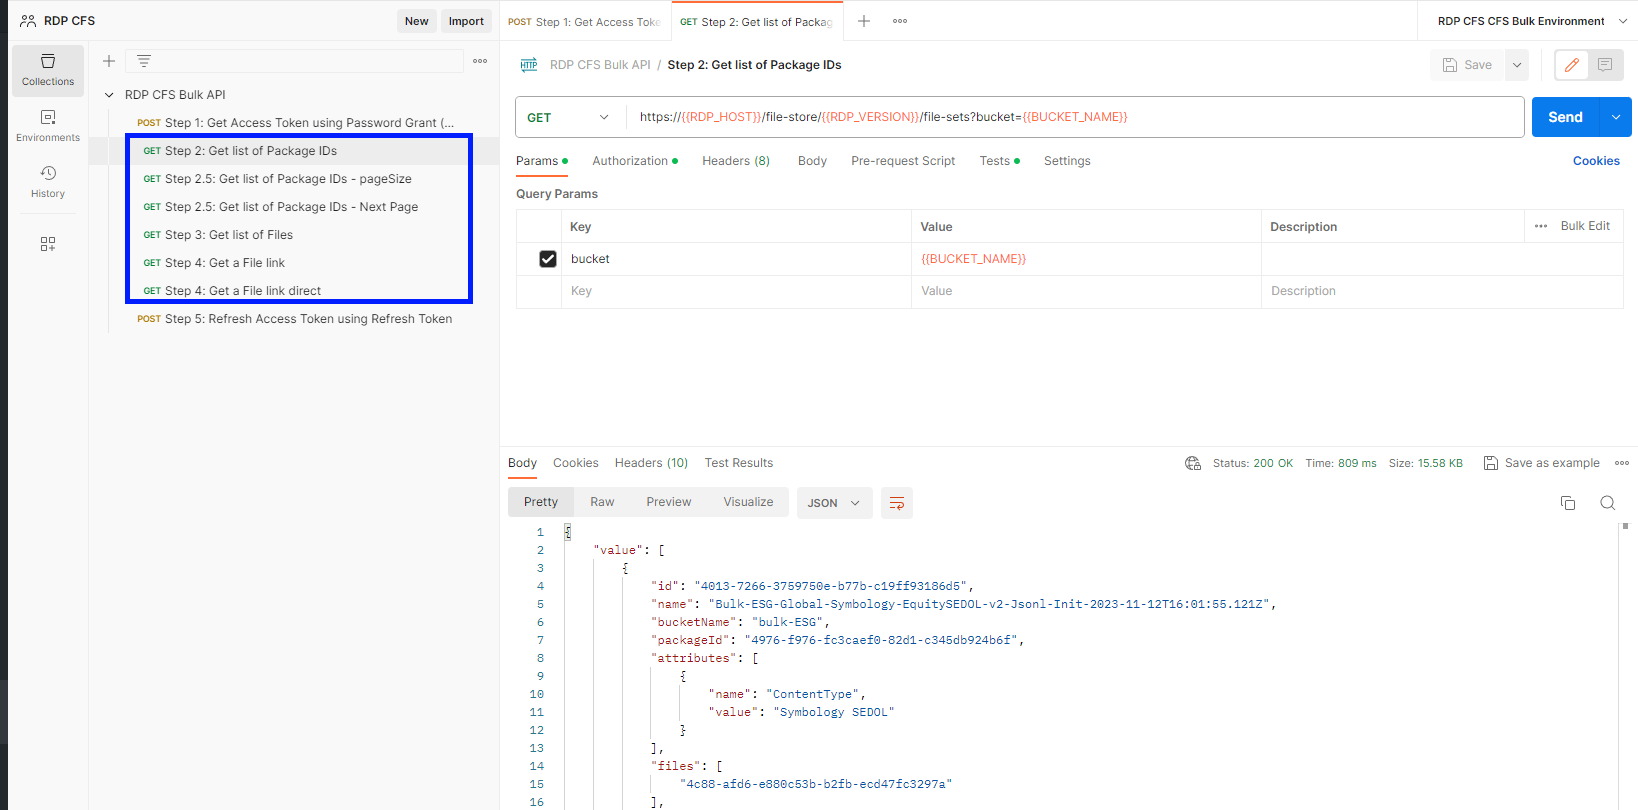 RDP CFS
New
Import
POST Step 1: Get Access Toke
GET Step 2: Get list of Packag
RDP CFS CFS Bulk Environment
Collections
Environments
History
RDP CFS Bulk API
POST Step 1: Get Access Token using Password Grant (...
GET Step 2: Get list of Package IDs
GET Step 2.5: Get list of Package IDs - pageSize
GET Step 2.5: Get list of Package IDs - Next Page
GET Step 3: Get list of Files
GET Step 4: Get a File link
GET Step 4: Get a File link direct
POST Step 5: Refresh Access Token using Refresh Token
HTTP RDP CFS Bulk API / Step 2: Get list of Package IDs
Save
GET https://{{RDP_HOST}}/file-store/{{RDP_VERSION}}/file-sets?bucket={{BUCKET_NAME}}
Send
Params Authorization Headers (8) Body Pre-request Script Tests Settings
Cookies
Query Params
Key Value Description Bulk Edit
bucket {{BUCKET_NAME}}
Key Value Description
Body Cookies Headers (10) Test Results
Status: 200 OK Time: 809 ms Size: 15.58 KB Save as example
Pretty Raw Preview Visualize JSON
1 {
2 "value": [
3 {
4 "id": "4013-7266-3759750e-b77b-c19ff93186d5",
5 "name": "Bulk-ESG-Global-Symbology-EquitySEDOL-v2-Jsonl-Init-2023-11-12T16:01:55.121Z",
6 "bucketName": "bulk-ESG",
7 "packageId": "4976-f976-fc3caef0-82d1-c345db924b6f",
8 "attributes": [
9 {
10 "name": "ContentType",
11 "value": "Symbology SEDOL"
12 }
13 ],
14 "files": [
15 "4c88-afd6-e880c53b-b2fb-ecd47fc3297a"
16 ],